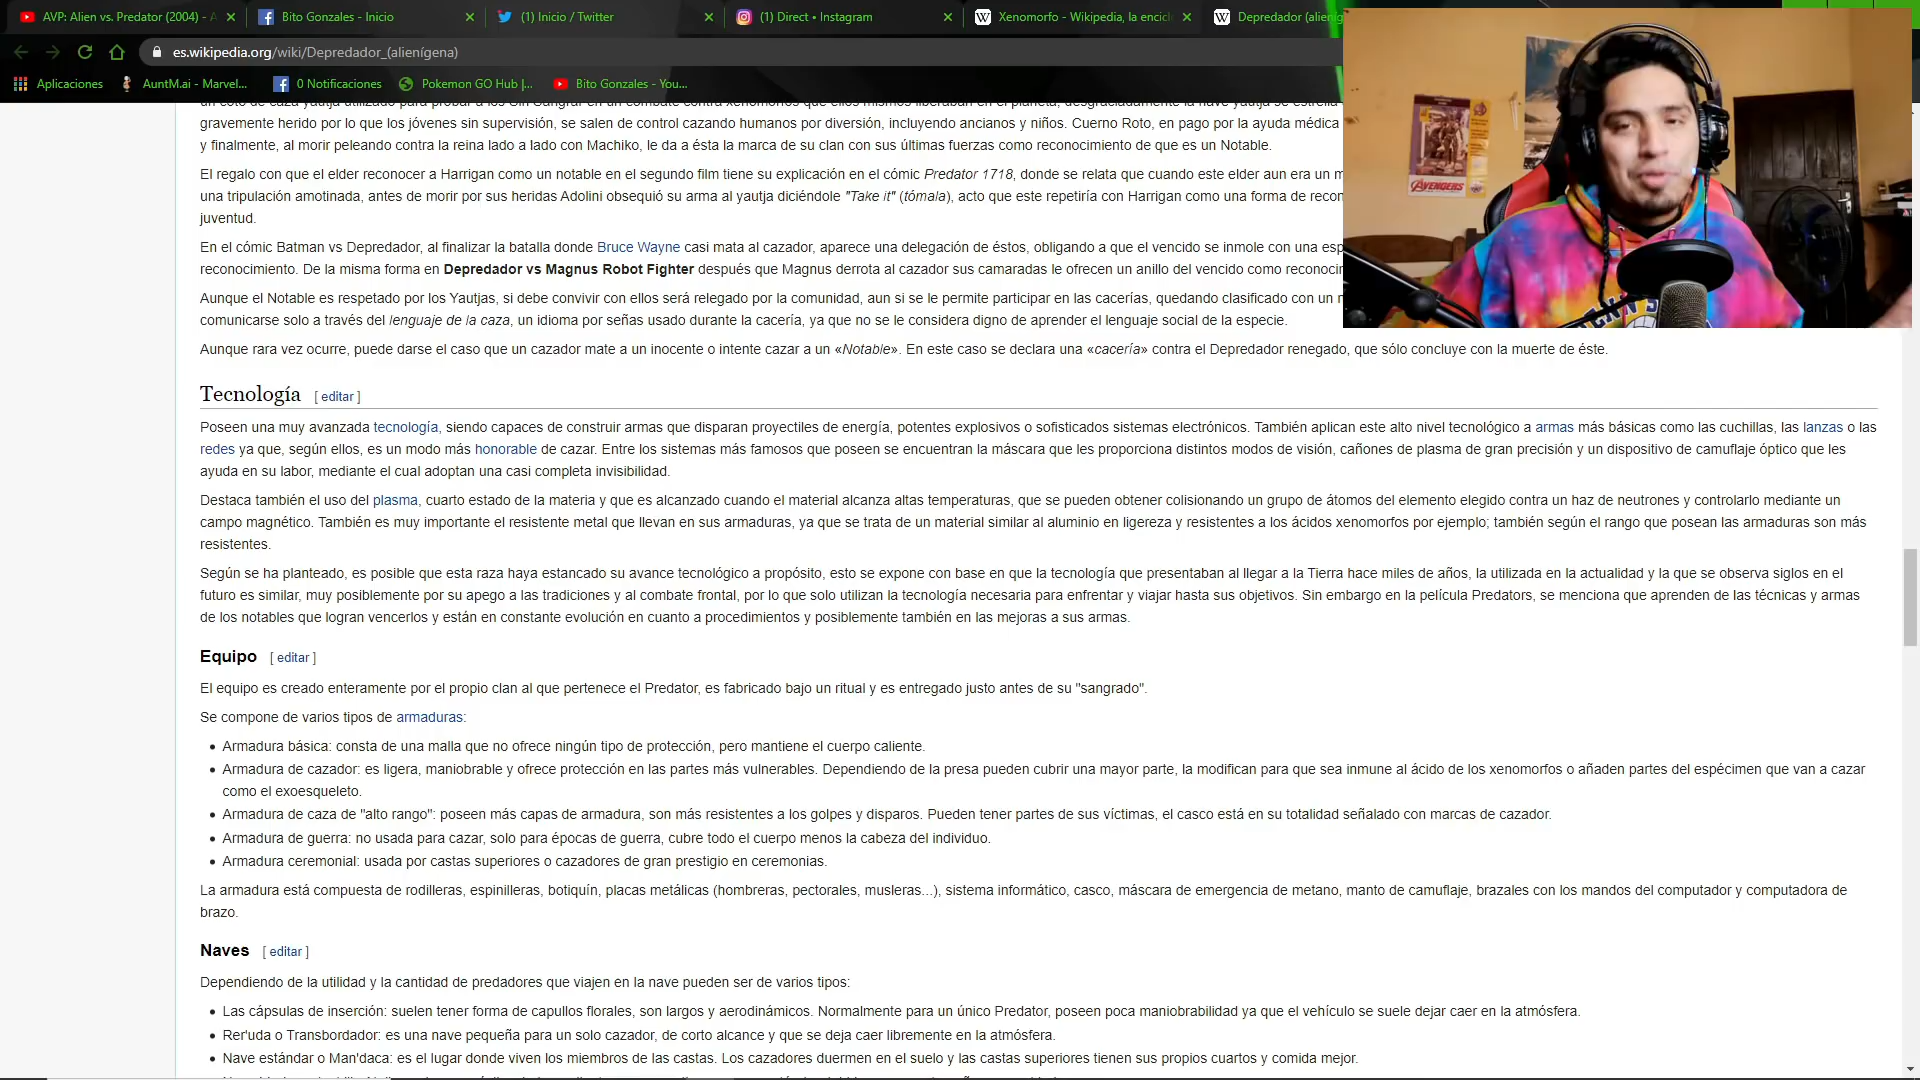 AVP: Alien vs. Predator (2004) - A
Bito Gonzales - Inicio
(1) Inicio / Twitter
(1) Direct • Instagram
Xenomorfo - Wikipedia, la encicl
Depredador (alieníg
es.wikipedia.org/wiki/Depredador_(alienígena)
Aplicaciones
AuntM.ai - Marvel...
0 Notificaciones
Pokemon GO Hub |...
Bito Gonzales - You...
gravemente herido por lo que los jóvenes sin supervisión, se salen de control cazando humanos por diversión, incluyendo ancianos y niños. Cuerno Roto, en pago por la ayuda médica
y finalmente, al morir peleando contra la reina lado a lado con Machiko, le da a ésta la marca de su clan con sus últimas fuerzas como reconocimiento de que es un Notable.
El regalo con que el elder reconocer a Harrigan como un notable en el segundo film tiene su explicación en el cómic Predator 1718, donde se relata que cuando este elder aun era un m
una tripulación amotinada, antes de morir por sus heridas Adolini obsequió su arma al yautja diciéndole "Take it" (tómala), acto que este repetiría con Harrigan como una forma de recon
juventud.
En el cómic Batman vs Depredador, al finalizar la batalla donde Bruce Wayne casi mata al cazador, aparece una delegación de éstos, obligando a que el vencido se inmole con una esp
reconocimiento. De la misma forma en Depredador vs Magnus Robot Fighter después que Magnus derrota al cazador sus camaradas le ofrecen un anillo del vencido como reconocin
Aunque el Notable es respetado por los Yautjas, si debe convivir con ellos será relegado por la comunidad, aun si se le permite participar en las cacerías, quedando clasificado con un r
comunicarse solo a través del lenguaje de la caza, un idioma por señas usado durante la cacería, ya que no se le considera digno de aprender el lenguaje social de la especie.
Aunque rara vez ocurre, puede darse el caso que un cazador mate a un inocente o intente cazar a un «Notable». En este caso se declara una «cacería» contra el Depredador renegado, que sólo concluye con la muerte de éste.
AVENGERS
Tecnología [ editar ]
Poseen una muy avanzada tecnología, siendo capaces de construir armas que disparan proyectiles de energía, potentes explosivos o sofisticados sistemas electrónicos. También aplican este alto nivel tecnológico a armas más básicas como las cuchillas, las lanzas o las
redes ya que, según ellos, es un modo más honorable de cazar. Entre los sistemas más famosos que poseen se encuentran la máscara que les proporciona distintos modos de visión, cañones de plasma de gran precisión y un dispositivo de camuflaje óptico que les
ayuda en su labor, mediante el cual adoptan una casi completa invisibilidad.
Destaca también el uso del plasma, cuarto estado de la materia y que es alcanzado cuando el material alcanza altas temperaturas, que se pueden obtener colisionando un grupo de átomos del elemento elegido contra un haz de neutrones y controlarlo mediante un
campo magnético. También es muy importante el resistente metal que llevan en sus armaduras, ya que se trata de un material similar al aluminio en ligereza y resistentes a los ácidos xenomorfos por ejemplo; también según el rango que posean las armaduras son más
resistentes.
Según se ha planteado, es posible que esta raza haya estancado su avance tecnológico a propósito, esto se expone con base en que la tecnología que presentaban al llegar a la Tierra hace miles de años, la utilizada en la actualidad y la que se observa siglos en el
futuro es similar, muy posiblemente por su apego a las tradiciones y al combate frontal, por lo que solo utilizan la tecnología necesaria para enfrentar y viajar hasta sus objetivos. Sin embargo en la película Predators, se menciona que aprenden de las técnicas y armas
de los notables que logran vencerlos y están en constante evolución en cuanto a procedimientos y posiblemente también en las mejoras a sus armas.
Equipo [ editar ]
El equipo es creado enteramente por el propio clan al que pertenece el Predator, es fabricado bajo un ritual y es entregado justo antes de su "sangrado".
Se compone de varios tipos de armaduras:
• Armadura básica: consta de una malla que no ofrece ningún tipo de protección, pero mantiene el cuerpo caliente.
• Armadura de cazador: es ligera, maniobrable y ofrece protección en las partes más vulnerables. Dependiendo de la presa pueden cubrir una mayor parte, la modifican para que sea inmune al ácido de los xenomorfos o añaden partes del espécimen que van a cazar
como el exoesqueleto.
• Armadura de caza de "alto rango": poseen más capas de armadura, son más resistentes a los golpes y disparos. Pueden tener partes de sus víctimas, el casco está en su totalidad señalado con marcas de cazador.
• Armadura de guerra: no usada para cazar, solo para épocas de guerra, cubre todo el cuerpo menos la cabeza del individuo.
• Armadura ceremonial: usada por castas superiores o cazadores de gran prestigio en ceremonias.
La armadura está compuesta de rodilleras, espinilleras, botiquín, placas metálicas (hombreras, pectorales, musleras...), sistema informático, casco, máscara de emergencia de metano, manto de camuflaje, brazales con los mandos del computador y computadora de
brazo.
Naves [ editar ]
Dependiendo de la utilidad y la cantidad de predadores que viajen en la nave pueden ser de varios tipos:
• Las cápsulas de inserción: suelen tener forma de capullos florales, son largos y aerodinámicos. Normalmente para un único Predator, poseen poca maniobrabilidad ya que el vehículo se suele dejar caer en la atmósfera.
• Rer'uda o Transbordador: es una nave pequeña para un solo cazador, de corto alcance y que se deja caer libremente en la atmósfera.
• Nave estándar o Man'daca: es el lugar donde viven los miembros de las castas. Los cazadores duermen en el suelo y las castas superiores tienen sus propios cuartos y comida mejor.